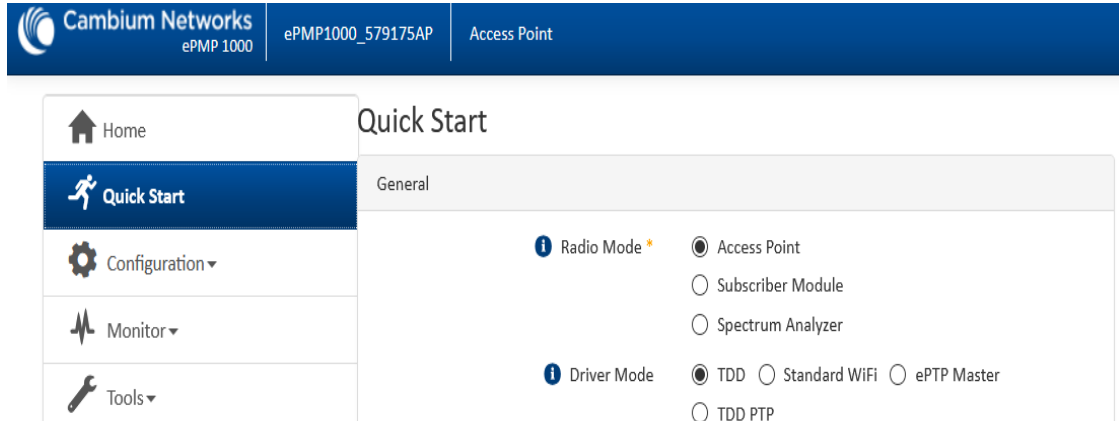 Cambium Networks
ePMP 1000
ePMP1000_579175AP
Access Point
Home
Quick Start
Configuration
Monitor
Tools
Quick Start
General
Radio Mode *
Access Point
Subscriber Module
Spectrum Analyzer
Driver Mode
TDD Standard WiFi ePTP Master
TDD PTP